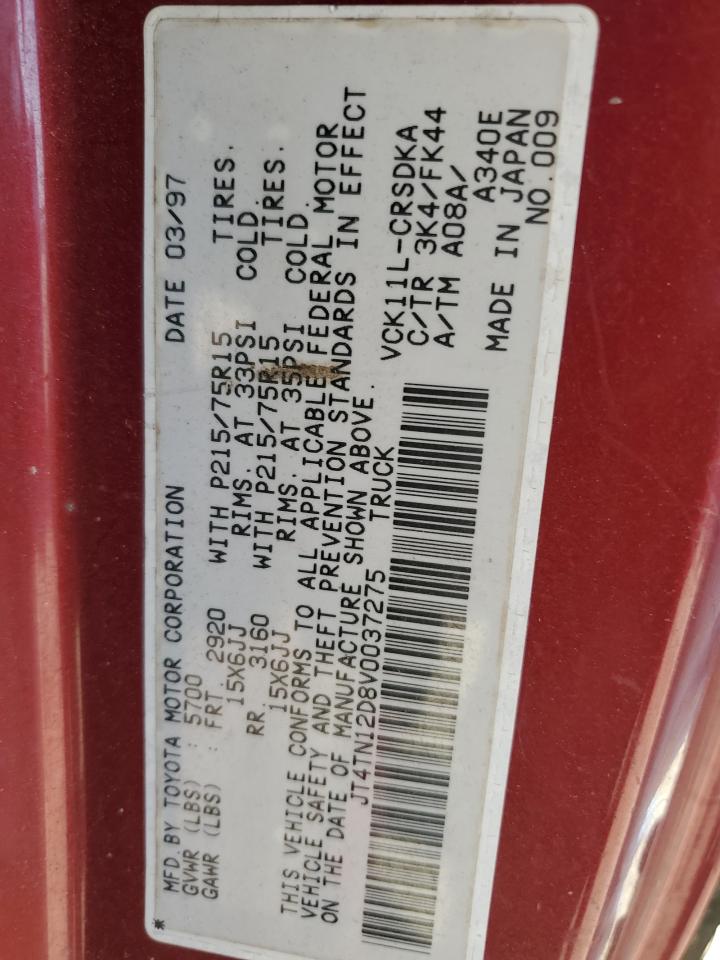 MFD. BY TOYOTA MOTOR CORPORATION DATE 03/97
GVWR (LBS) : 5700
GAWR (LBS) : FRT. 2920 WITH P215/75R15 TIRES.
15X6JJ RIMS. AT 33PSI COLD.
RR. 3160 WITH P215/75R15 TIRES.
15X6JJ RIMS. AT 35PSI COLD.
THIS VEHICLE CONFORMS TO ALL APPLICABLE FEDERAL MOTOR
VEHICLE SAFETY AND THEFT PREVENTION STANDARDS IN EFFECT
ON THE DATE OF MANUFACTURE SHOWN ABOVE.
JT4TN12D8V0037275 TRUCK
VCK11L-CRSDKA
C/TR 3K4/FK44
A/TM A08A/ A340E
MADE IN JAPAN
NO.009